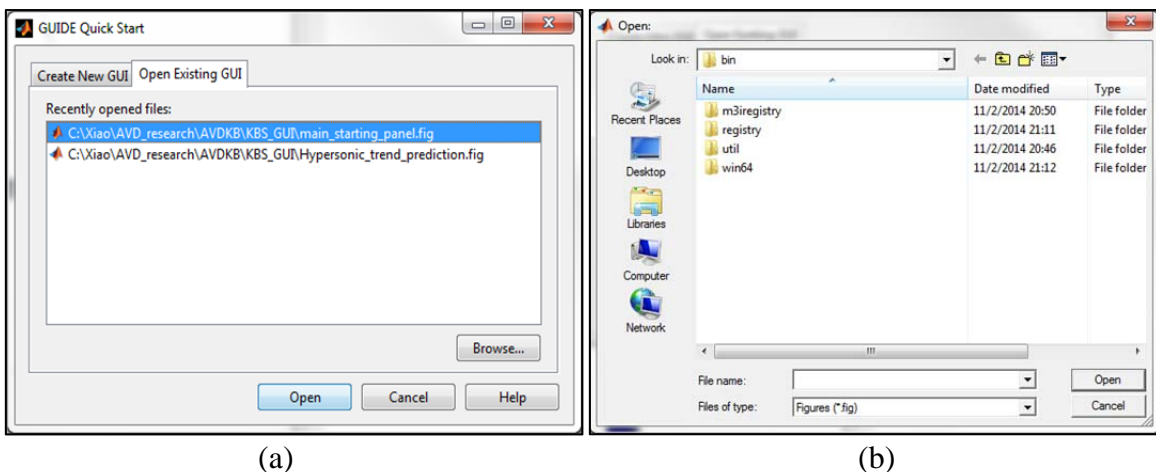 GUIDE Quick Start
Create New GUI Open Existing GUI
Recently opened files:
C:\Xiao\AVD_research\AVDKB\KBS_GUI\main_starting_panel.fig
C:\Xiao\AVD_research\AVDKB\KBS_GUI\Hypersonic_trend_prediction.fig
Browse...
Open Cancel Help
(a)
Open:
Look in: bin
Name Date modified Type
m3iregistry 11/2/2014 20:50 File folder
registry 11/2/2014 21:11 File folder
util 11/2/2014 20:46 File folder
win64 11/2/2014 21:12 File folder
Recent Places
Desktop
Libraries
Computer
Network
File name: Open
Files of type: Figures (*.fig) Cancel
(b)